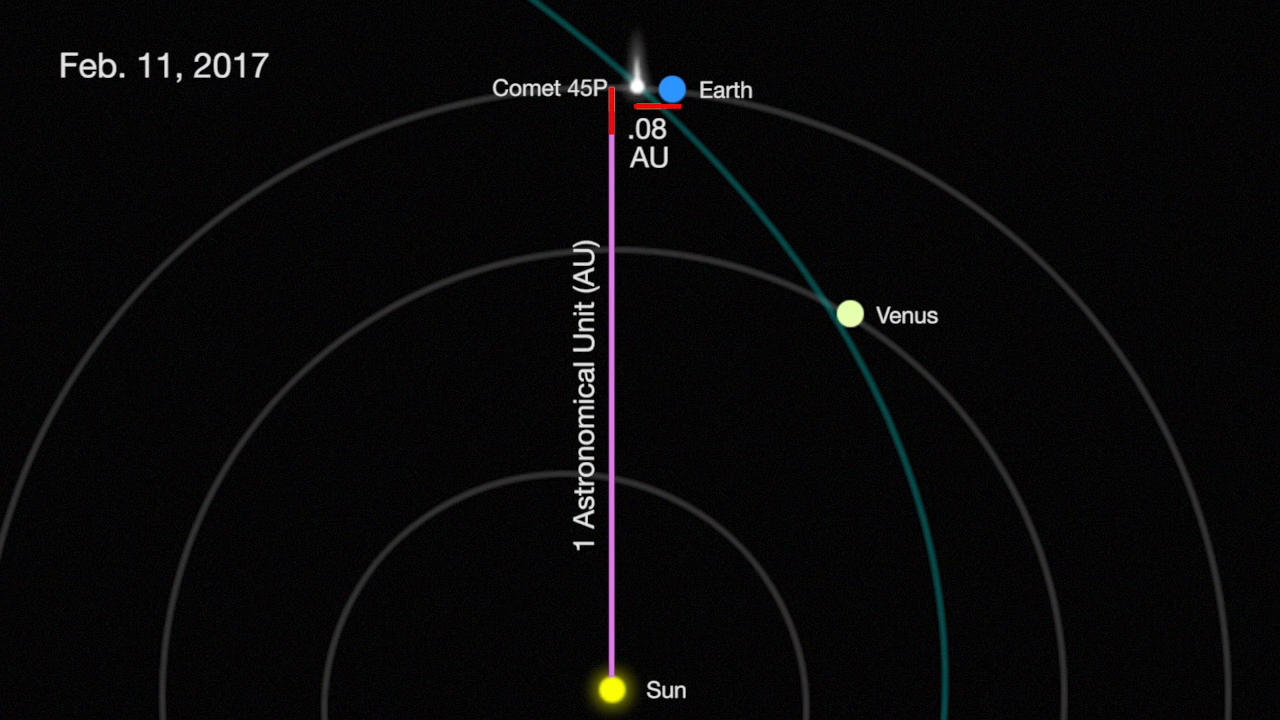 Feb. 11, 2017
Comet 45P
Earth
.08
AU
1 Astronomical Unit (AU)
Venus
Sun